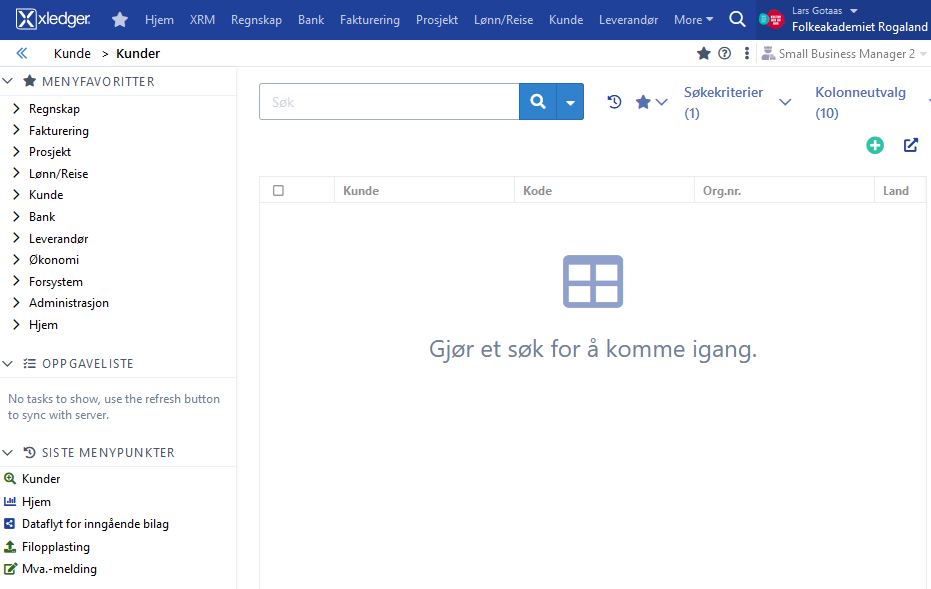 xledger
Hjem XRM Regnskap Bank Fakturering Prosjekt Lønn/Reise Kunde Leverandør More
Lars Gotaas
Folkeakademiet Rogaland
Kunde > Kunder
Small Business Manager 2
MENYFAVORITTER
Regnskap
Fakturering
Prosjekt
Lønn/Reise
Kunde
Bank
Leverandør
Økonomi
Forsystem
Administrasjon
Hjem
OPPGAVELISTE
No tasks to show, use the refresh button
to sync with server.
SISTE MENYPUNKTER
Kunder
Hjem
Dataflyt for inngående bilag
Filopplasting
Mva.-melding
Søk
Søkekriterier
(1)
Kolonneutvalg
(10)
Kunde Kode Org.nr. Land
Gjør et søk for å komme igang.